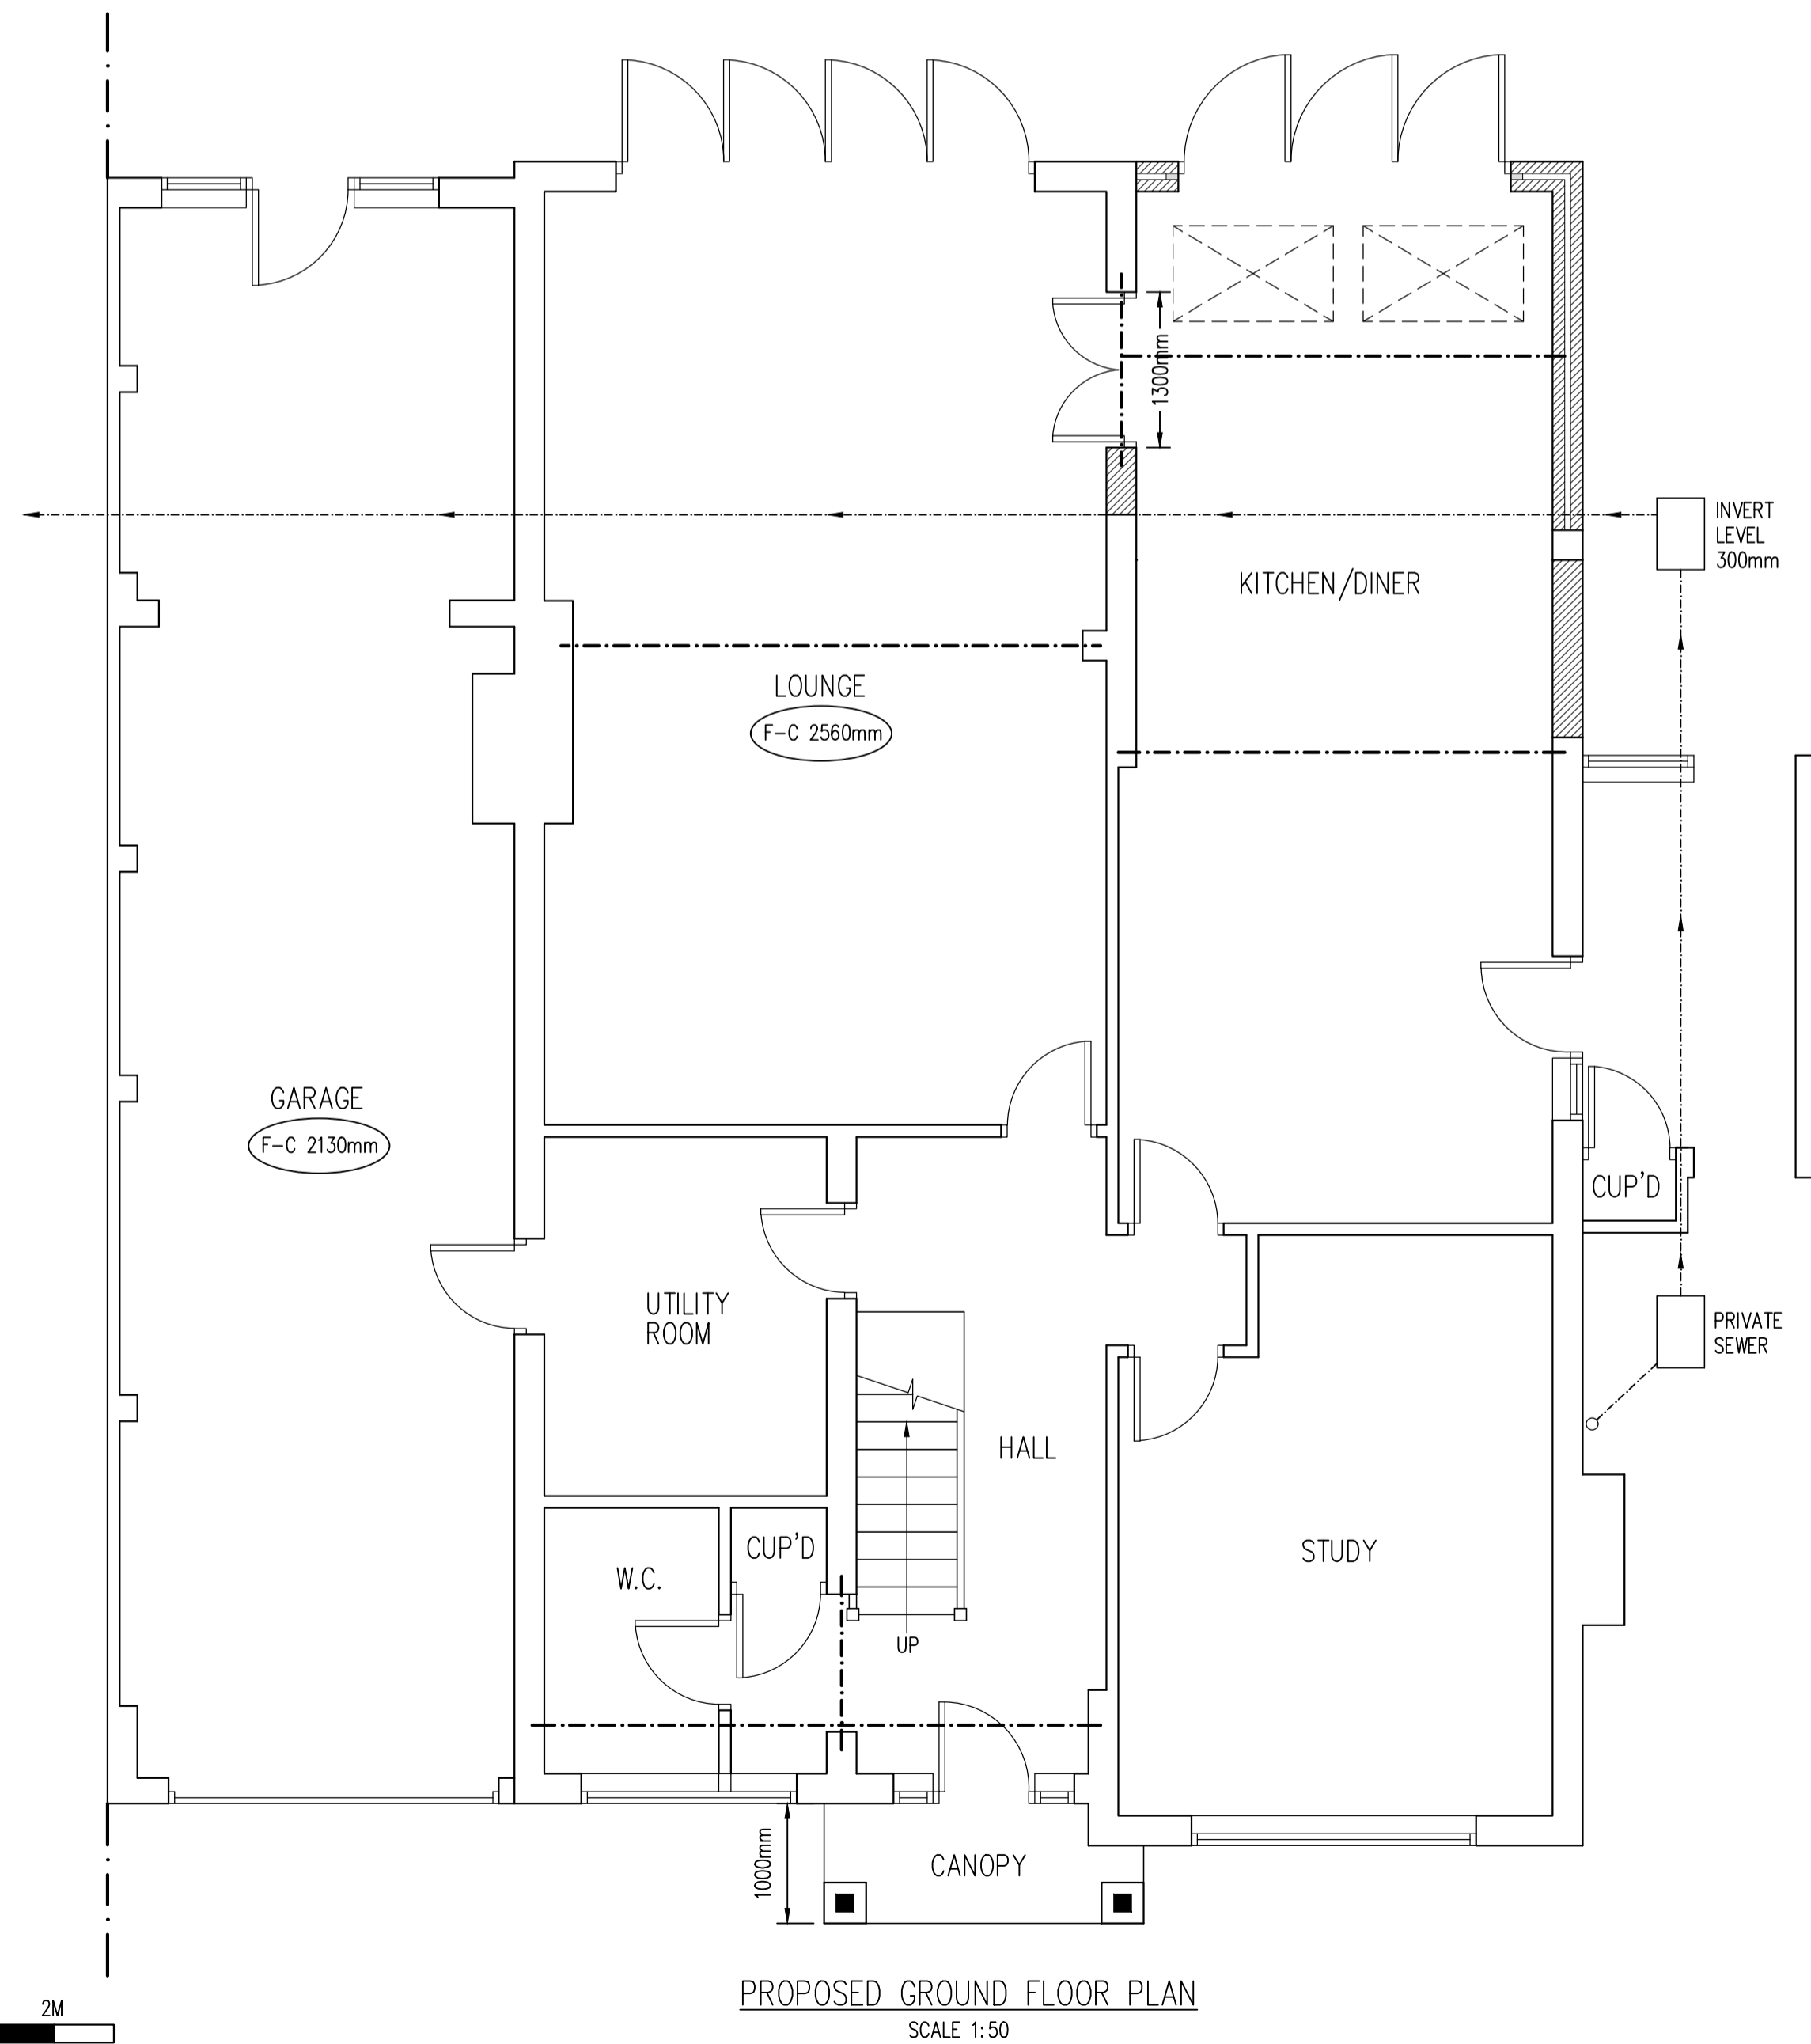 1300mm
INVERT
LEVEL
300mm
KITCHEN/DINER
LOUNGE
F-C 2560mm
GARAGE
F-C 2130mm
CUP'D
UTILITY
ROOM
PRIVATE
SEWER
HALL
STUDY
CUP'D
W.C.
UP
1000mm
CANOPY
PROPOSED GROUND FLOOR PLAN
SCALE 1:50
2M